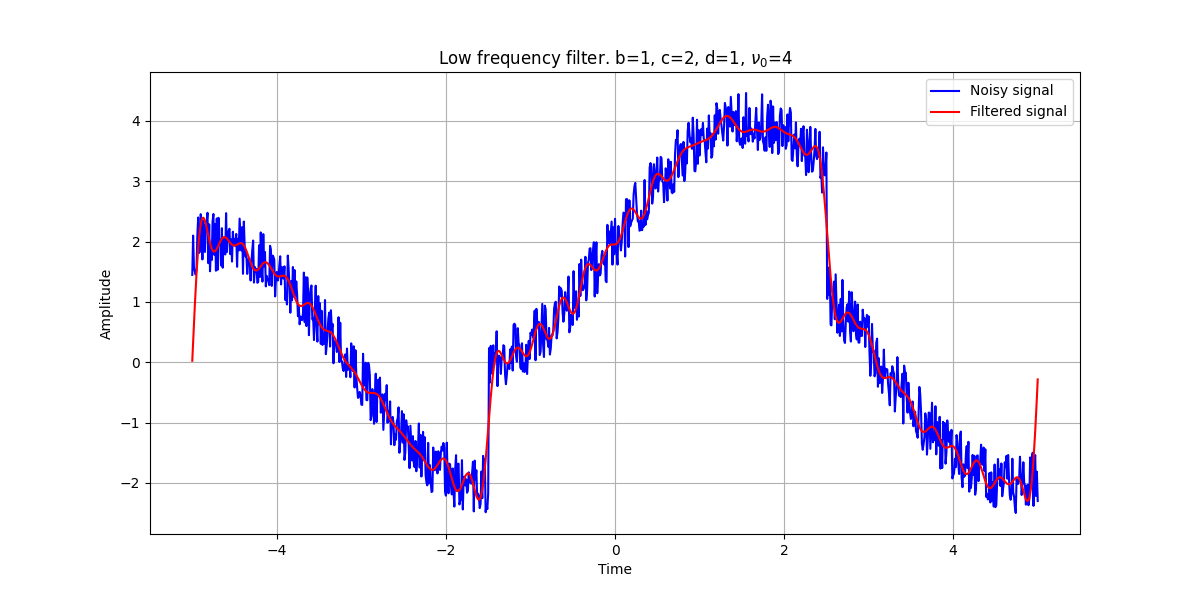 Low frequency filter. b=1, c=2, d=1, ν₀=4
Noisy signal
Filtered signal
Amplitude
4
3
2
1
0
−1
−2
−4
−2
0
2
4
Time